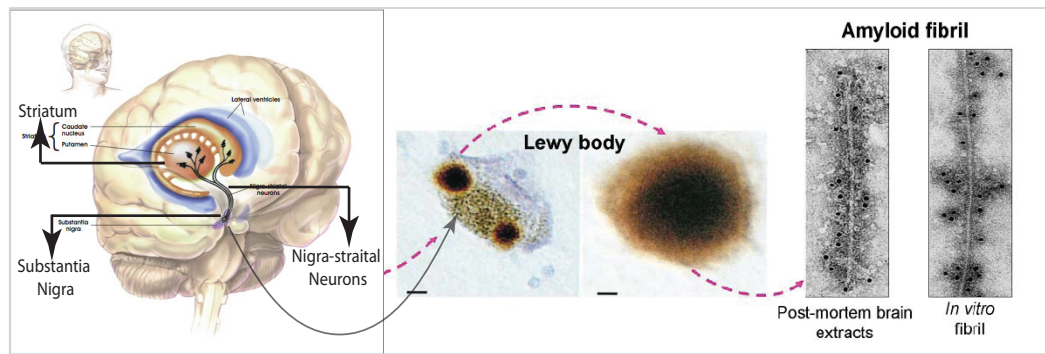 Striatum
Lateral ventricles
Caudate
nucleus
Putamen
Substantia
nigra
Substantia
Nigra
Nigra-straital
Neurons
Lewy body
Amyloid fibril
Post-mortem brain
extracts
In vitro
fibril